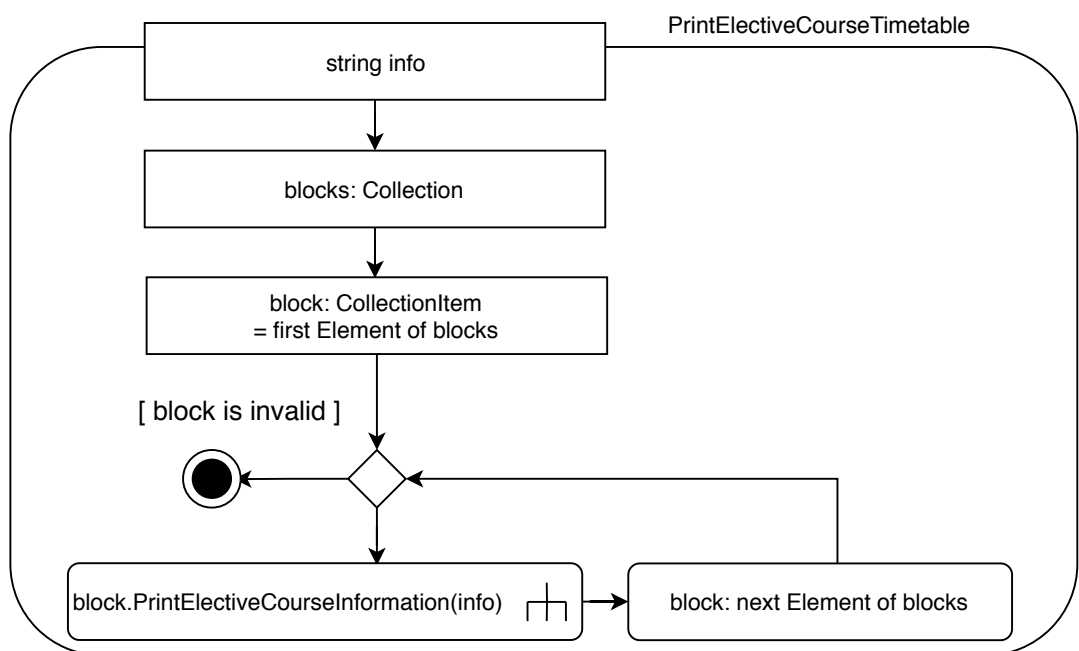 PrintElectiveCourseTimetable
string info
blocks: Collection
block: CollectionItem
= first Element of blocks
[ block is invalid ]
block.PrintElectiveCourseInformation(info)
block: next Element of blocks